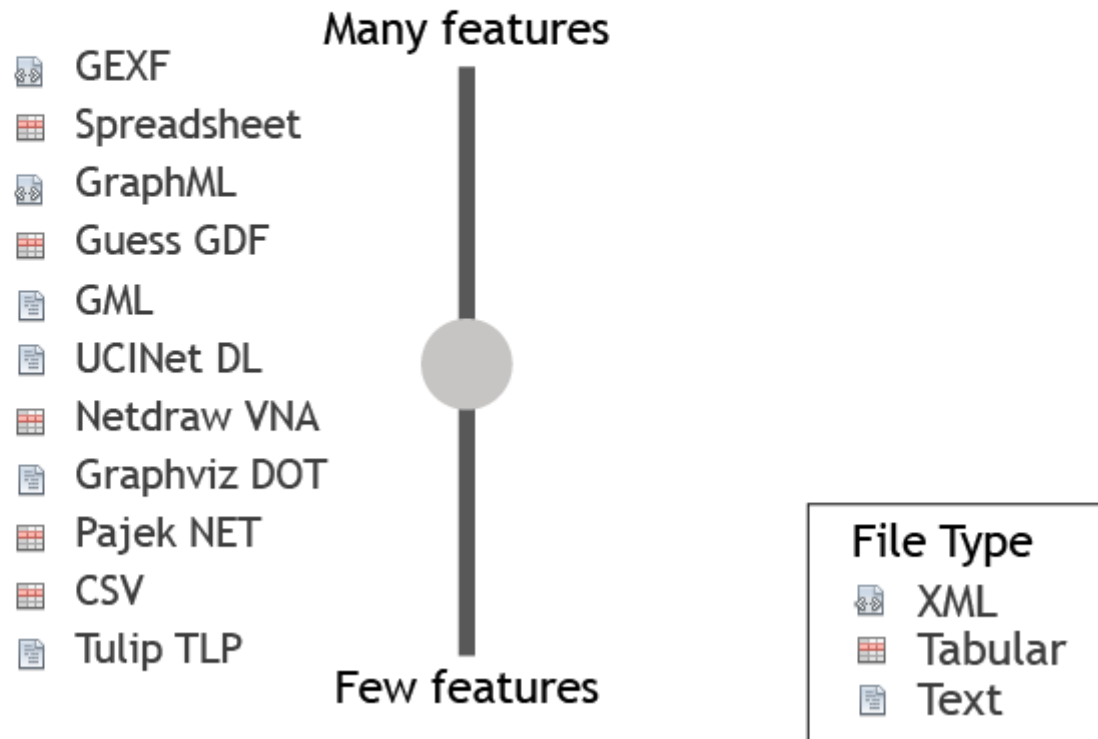 Many features
GEXF
Spreadsheet
GraphML
Guess GDF
GML
UCINet DL
Netdraw VNA
Graphviz DOT
Pajek NET
CSV
Tulip TLP
Few features
File Type
XML
Tabular
Text